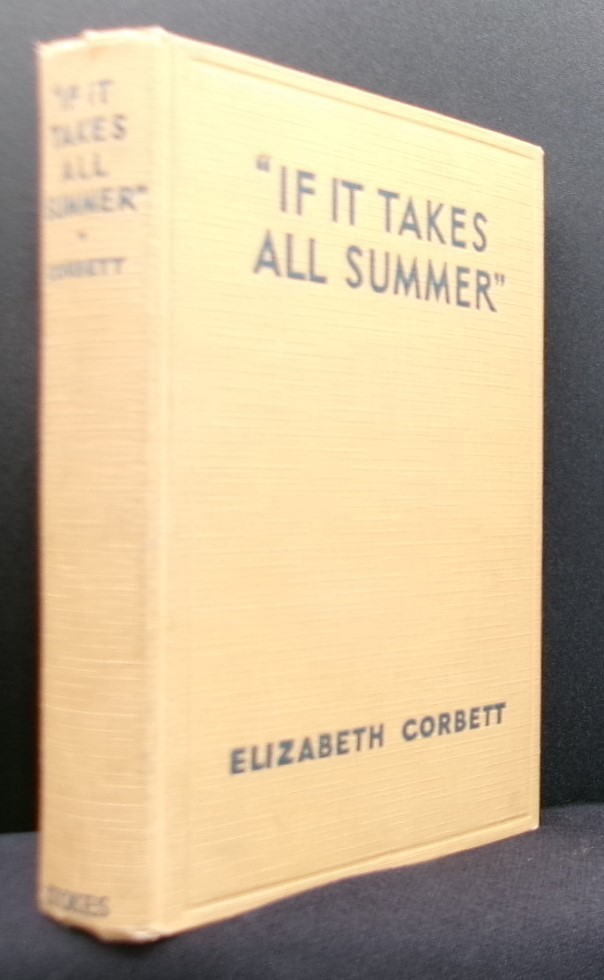 "IF IT
TAKES
ALL
SUMMER"
CORBETT
STOKES
"IF IT TAKES
ALL SUMMER"
ELIZABETH CORBETT